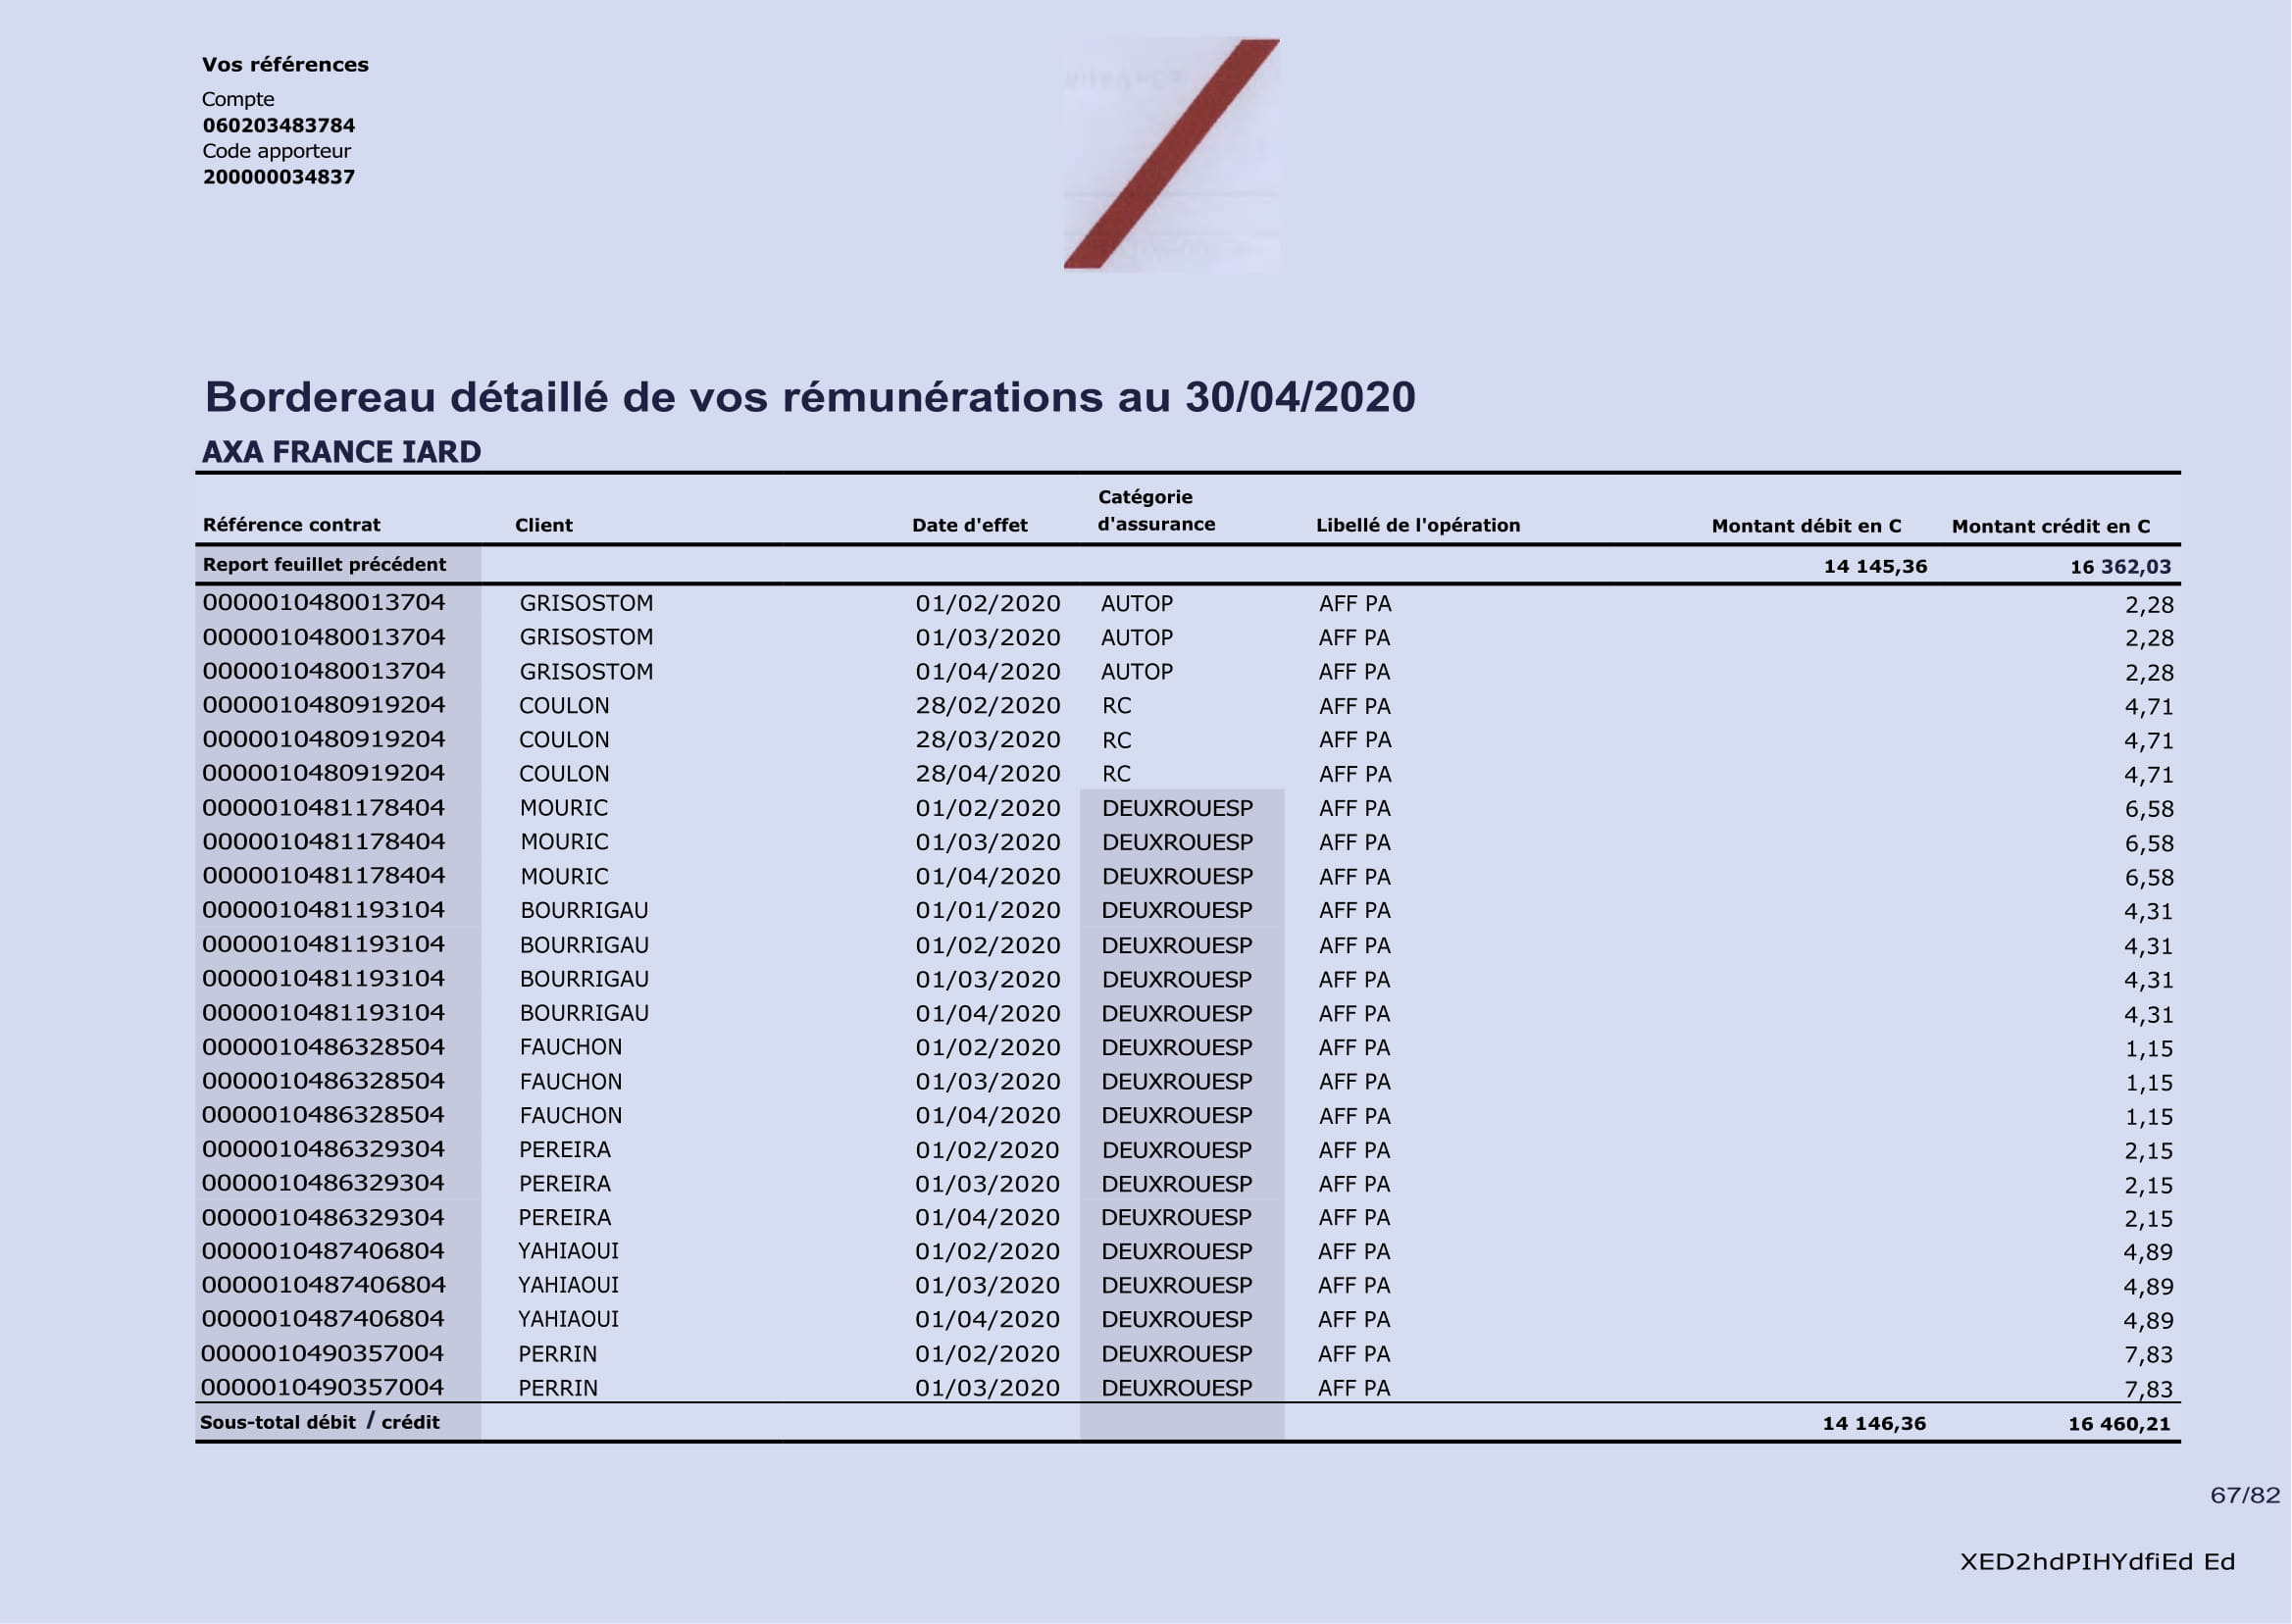 Vos références
Compte
060203483784
Code apporteur
200000034837
Bordereau détaillé de vos rémunérations au 30/04/2020
AXA FRANCE IARD
Référence contrat Client Date d'effet Catégorie d'assurance Libellé de l'opération Montant débit en C Montant crédit en C
Report feuillet précédent 14 145,36 16 362,03
0000010480013704 GRISOSTOM 01/02/2020 AUTOP AFF PA 2,28
0000010480013704 GRISOSTOM 01/03/2020 AUTOP AFF PA 2,28
0000010480013704 GRISOSTOM 01/04/2020 AUTOP AFF PA 2,28
0000010480919204 COULON 28/02/2020 RC AFF PA 4,71
0000010480919204 COULON 28/03/2020 RC AFF PA 4,71
0000010480919204 COULON 28/04/2020 RC AFF PA 4,71
0000010481178404 MOURIC 01/02/2020 DEUXROUESP AFF PA 6,58
0000010481178404 MOURIC 01/03/2020 DEUXROUESP AFF PA 6,58
0000010481178404 MOURIC 01/04/2020 DEUXROUESP AFF PA 6,58
0000010481193104 BOURRIGAU 01/01/2020 DEUXROUESP AFF PA 4,31
0000010481193104 BOURRIGAU 01/02/2020 DEUXROUESP AFF PA 4,31
0000010481193104 BOURRIGAU 01/03/2020 DEUXROUESP AFF PA 4,31
0000010481193104 BOURRIGAU 01/04/2020 DEUXROUESP AFF PA 4,31
0000010486328504 FAUCHON 01/02/2020 DEUXROUESP AFF PA 1,15
0000010486328504 FAUCHON 01/03/2020 DEUXROUESP AFF PA 1,15
0000010486328504 FAUCHON 01/04/2020 DEUXROUESP AFF PA 1,15
0000010486329304 PEREIRA 01/02/2020 DEUXROUESP AFF PA 2,15
0000010486329304 PEREIRA 01/03/2020 DEUXROUESP AFF PA 2,15
0000010486329304 PEREIRA 01/04/2020 DEUXROUESP AFF PA 2,15
0000010487406804 YAHIAOUI 01/02/2020 DEUXROUESP AFF PA 4,89
0000010487406804 YAHIAOUI 01/03/2020 DEUXROUESP AFF PA 4,89
0000010487406804 YAHIAOUI 01/04/2020 DEUXROUESP AFF PA 4,89
0000010490357004 PERRIN 01/02/2020 DEUXROUESP AFF PA 7,83
0000010490357004 PERRIN 01/03/2020 DEUXROUESP AFF PA 7,83
Sous-total débit / crédit 14 146,36 16 460,21
67/82
XED2hdPIHYdfiEd Ed